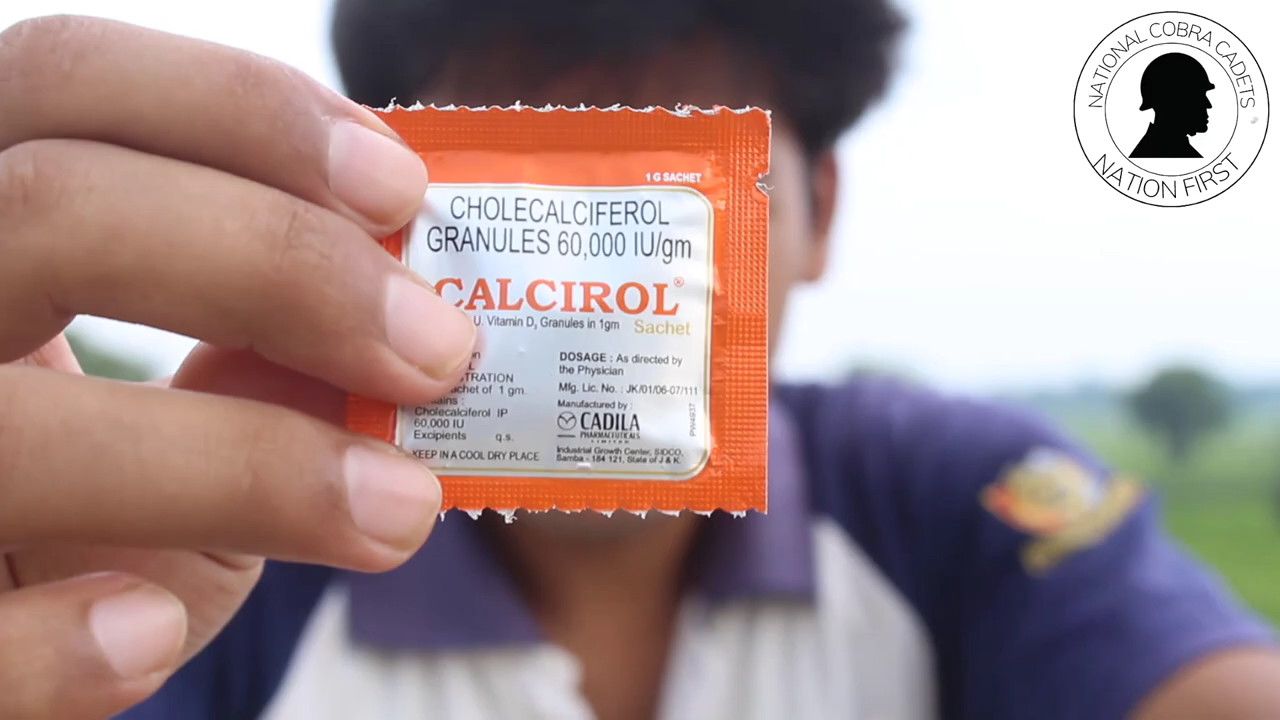 1 G SACHET
CHOLECALCIFEROL
GRANULES 60,000 IU/gm
CALCIROL®
U. Vitamin D₃ Granules in 1gm
Sachet
DOSAGE : As directed by
the Physician
Mfg. Lic. No. : JK/01/06-07/111
Manufactured by :
CADILA
PHARMACEUTICALS
LIMITED
Industrial Growth Center, SIDCO,
Samba - 184 121, State of J & K.
of 1 gm.
Cholecalciferol IP
60,000 IU
Excipients q.s.
KEEP IN A COOL DRY PLACE
NATIONAL COBRA CADETS
NATION FIRST